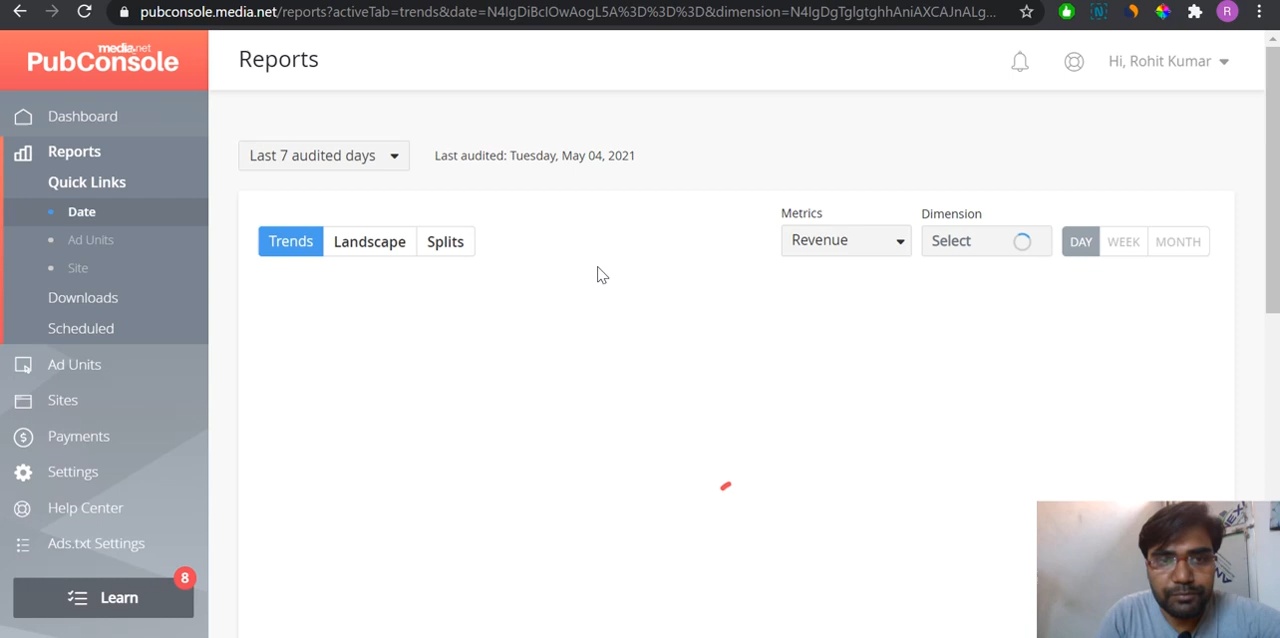 pubconsole.media.net/reports?activeTab=trends&date=N4IgDiBcIOwAogL5A%3D%3D%3D&dimension=N4IgDgTglgtghhAniAXCAJnALg...
R
media.net
PubConsole
Reports
Hi, Rohit Kumar
Dashboard
Reports
Quick Links
Date
Ad Units
Site
Downloads
Scheduled
Ad Units
Sites
Payments
Settings
Help Center
Ads.txt Settings
Learn
8
Last 7 audited days
Last audited: Tuesday, May 04, 2021
Trends
Landscape
Splits
Metrics
Revenue
Dimension
Select
DAY
WEEK
MONTH